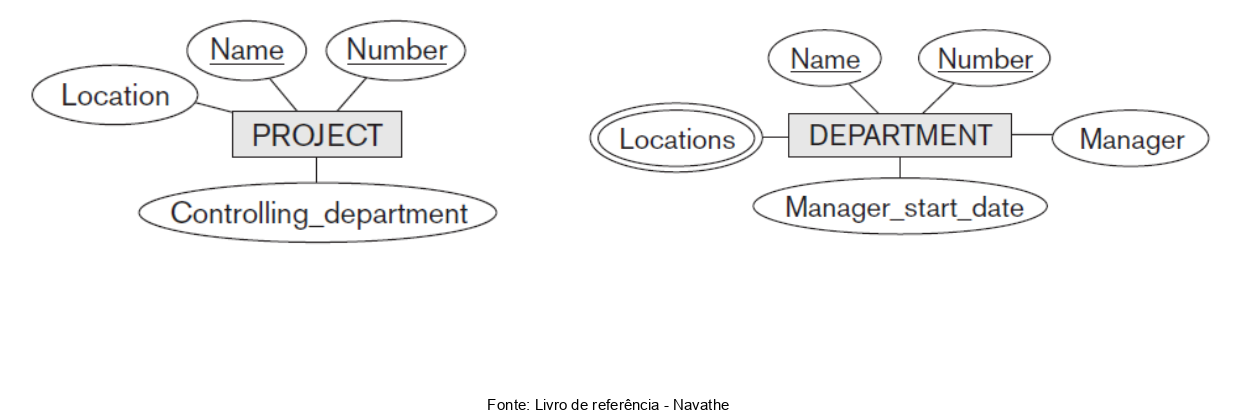 Name
Number
Location
PROJECT
Controlling_department
Name
Number
Locations
DEPARTMENT
Manager
Manager_start_date
Fonte: Livro de referência - Navathe